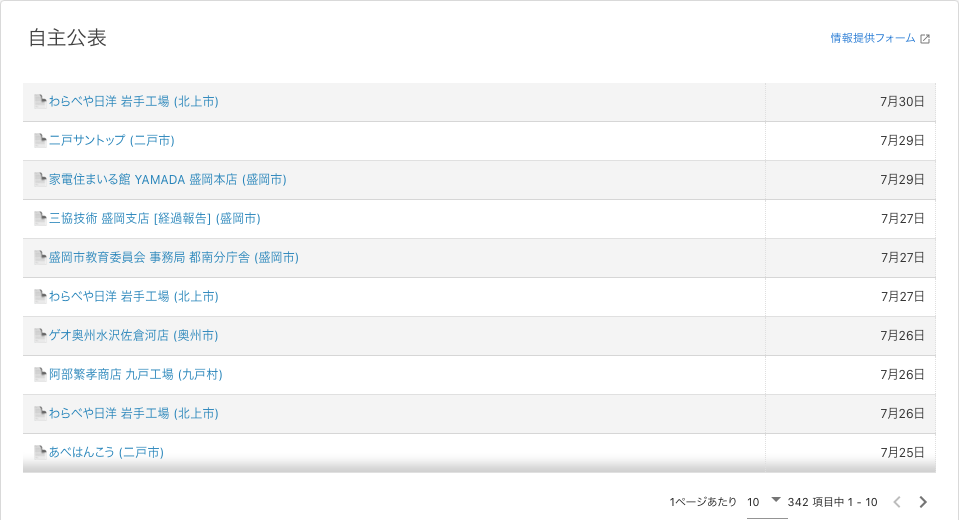 自主公表
情報提供フォーム
わらべや日洋 岩手工場 (北上市) 7月30日
二戸サントップ (二戸市) 7月29日
家電住まいる館 YAMADA 盛岡本店 (盛岡市) 7月29日
三協技術 盛岡支店 [経過報告] (盛岡市) 7月27日
盛岡市教育委員会 事務局 都南分庁舎 (盛岡市) 7月27日
わらべや日洋 岩手工場 (北上市) 7月27日
ゲオ奥州水沢佐倉河店 (奥州市) 7月26日
阿部繁孝商店 九戸工場 (九戸村) 7月26日
わらべや日洋 岩手工場 (北上市) 7月26日
あべはんこう (二戸市) 7月25日
1ページあたり 10 342 項目中 1 - 10